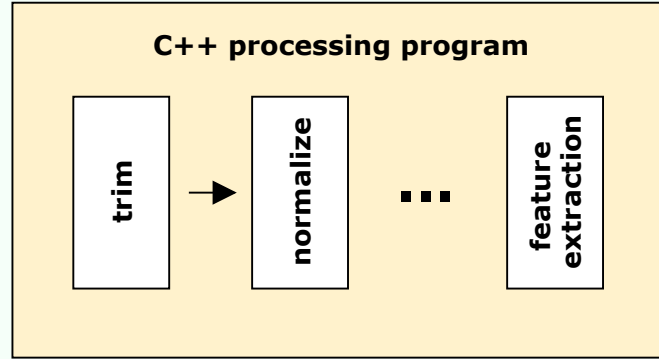 C++ processing program
trim
normalize
feature
extraction